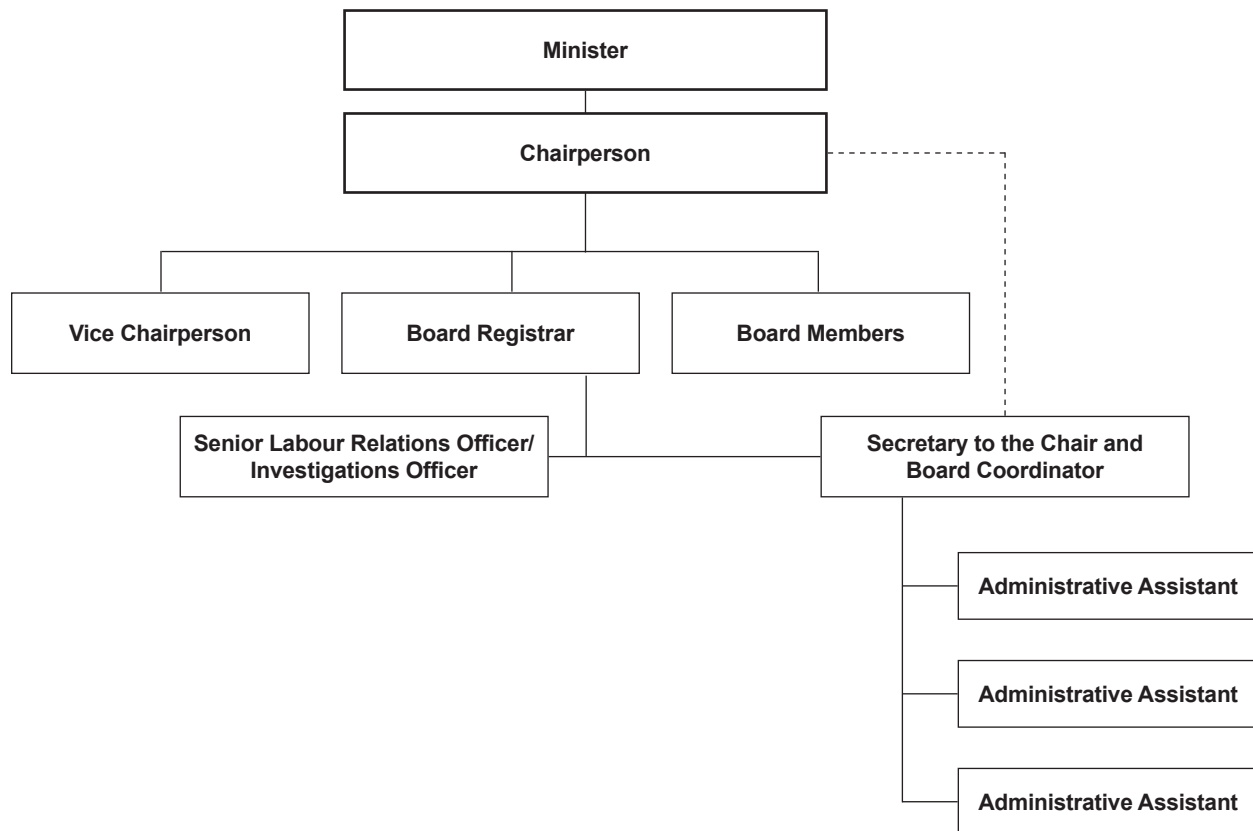 Minister
Chairperson
Vice Chairperson
Board Registrar
Board Members
Senior Labour Relations Officer/
Investigations Officer
Secretary to the Chair and
Board Coordinator
Administrative Assistant
Administrative Assistant
Administrative Assistant